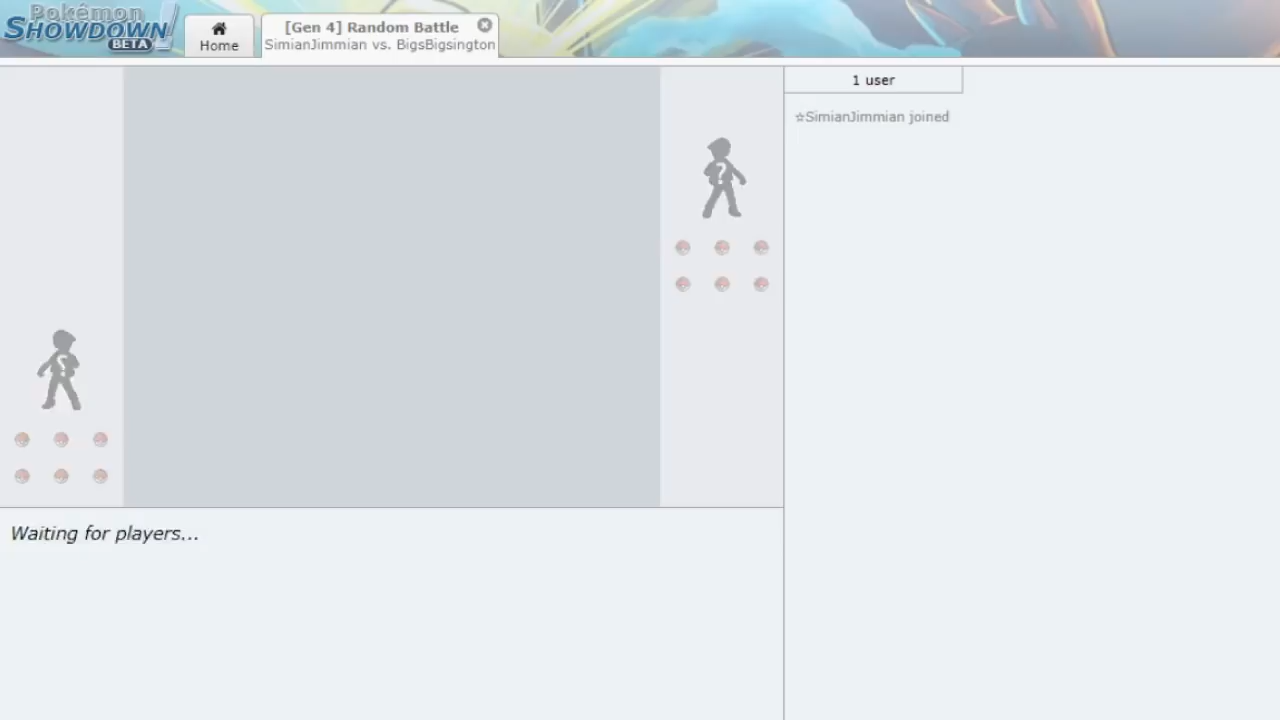 Pokémon
SHOWDOWN!
BETA
Home
[Gen 4] Random Battle
SimianJimmian vs. BigsBigsington
1 user
☆SimianJimmian joined
?
?
Waiting for players...